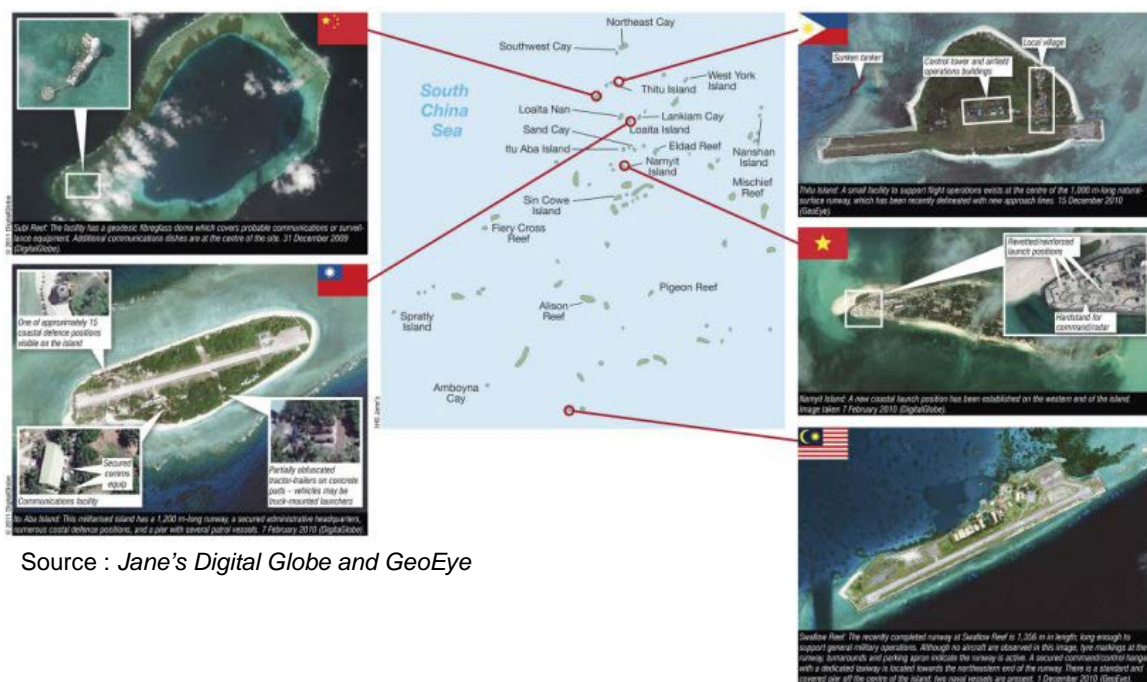 © 2011 DigitalGlobe
Subi Reef: The facility has a geodesic fibreglass dome which covers probable communications or surveil-
lance equipment. Additional communications dishes are at the centre of the site. 31 December 2009
(DigitalGlobe).
One of approximately 15
coastal defence positions
visible on the island
Secured
comms
equip
Communications facility
Partially obfuscated
tractor-trailers on concrete
pads – vehicles may be
truck-mounted launchers
© 2011 DigitalGlobe
Itu Aba Island: This militarised island has a 1,200 m-long runway, a secured administrative headquarters,
numerous costal defence positions, and a pier with several patrol vessels. 7 February 2010 (DigitalGlobe).
Source : Jane's Digital Globe and GeoEye
South
China
Sea
Northeast Cay
Southwest Cay
Thitu Island
West York
Island
Loaita Nan
Lankiam Cay
Loaita Island
Sand Cay
Itu Aba Island
Eldad Reef
Nanshan
Island
Namyit
Island
Mischief
Reef
Sin Cowe
Island
Fiery Cross
Reef
Pigeon Reef
Alison
Reef
Spratly
Island
Amboyna
Cay
IHS Jane's
Sunken tanker
Control tower and airfield
operations buildings
Local village
Thitu Island: A small facility to support flight operations exists at the centre of the 1,000 m-long natural-
surface runway, which has been recently delineated with new approach lines. 15 December 2010
(GeoEye).
Revetted/reinforced
launch positions
Hardstand for
command/radar
Namyit Island: A new coastal launch position has been established on the western end of the island.
Image taken 7 February 2010 (DigitalGlobe).
Swallow Reef: The recently completed runway at Swallow Reef is 1,356 m in length; long enough to
support general military operations. Although no aircraft are observed in this image, tyre markings at the
runway, turnarounds and parking apron indicate the runway is active. A secured command/control hangar
with a dedicated taxiway is located towards the northeastern end of the runway. There is a standard and
covered pier off the centre of the island; two naval vessels are present. 1 December 2010 (GeoEye).